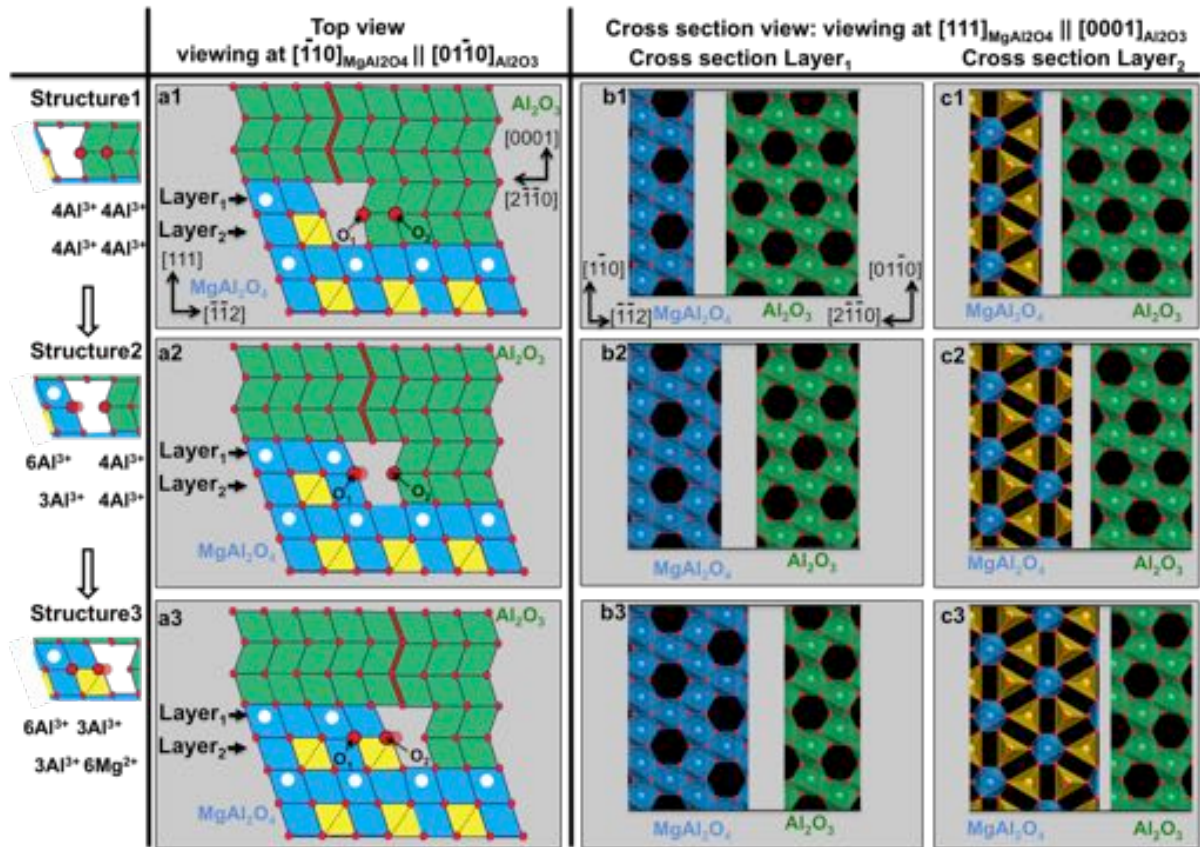 Top view
viewing at [1̄10]MgAl2O4 || [011̄0]Al2O3
Cross section view: viewing at [111]MgAl2O4 || [0001]Al2O3
Cross section Layer1
Cross section Layer2
Structure1
4Al3+ 4Al3+
4Al3+ 4Al3+
a1
Al2O3
[0001]
[21̄1̄0]
Layer1
Layer2
O1
O2
[111]
MgAl2O4
[1̄1̄2]
b1
[11̄0]
[011̄0]
[1̄1̄2]
MgAl2O4
[21̄1̄0]
Al2O3
c1
MgAl2O4
Al2O3
Structure2
6Al3+ 4Al3+
3Al3+ 4Al3+
a2
Al2O3
Layer1
Layer2
O1
O2
MgAl2O4
b2
MgAl2O4
Al2O3
c2
MgAl2O4
Al2O3
Structure3
6Al3+ 3Al3+
3Al3+ 6Mg2+
a3
Al2O3
Layer1
Layer2
O1
O2
MgAl2O4
b3
MgAl2O4
Al2O3
c3
MgAl2O4
Al2O3